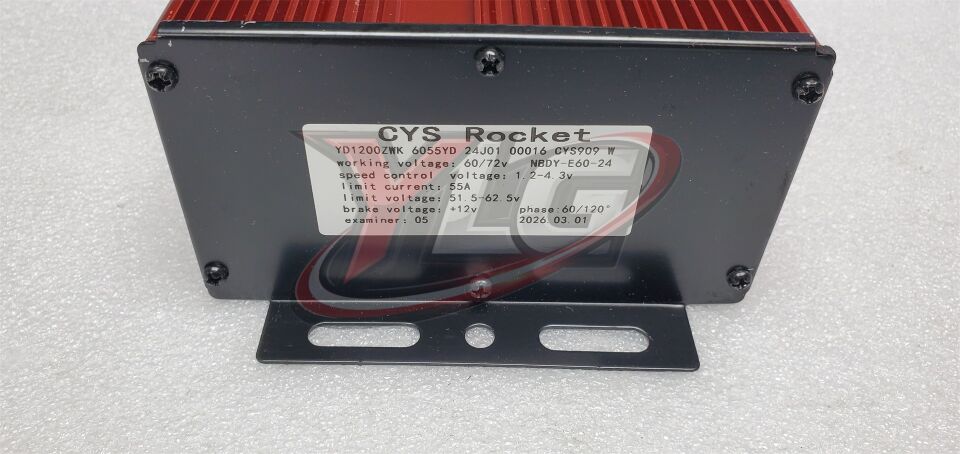 CYS Rocket
YD1200ZWK 6055YD 24J01 00016 CYS909 W
working voltage: 60/72v NBDY-E60-24
speed control voltage: 1.2-4.3v
limit current: 55A
limit voltage: 51.5-62.5v
brake voltage: +12v phase:60/120°
examiner: 05 2026.03.01
YLG